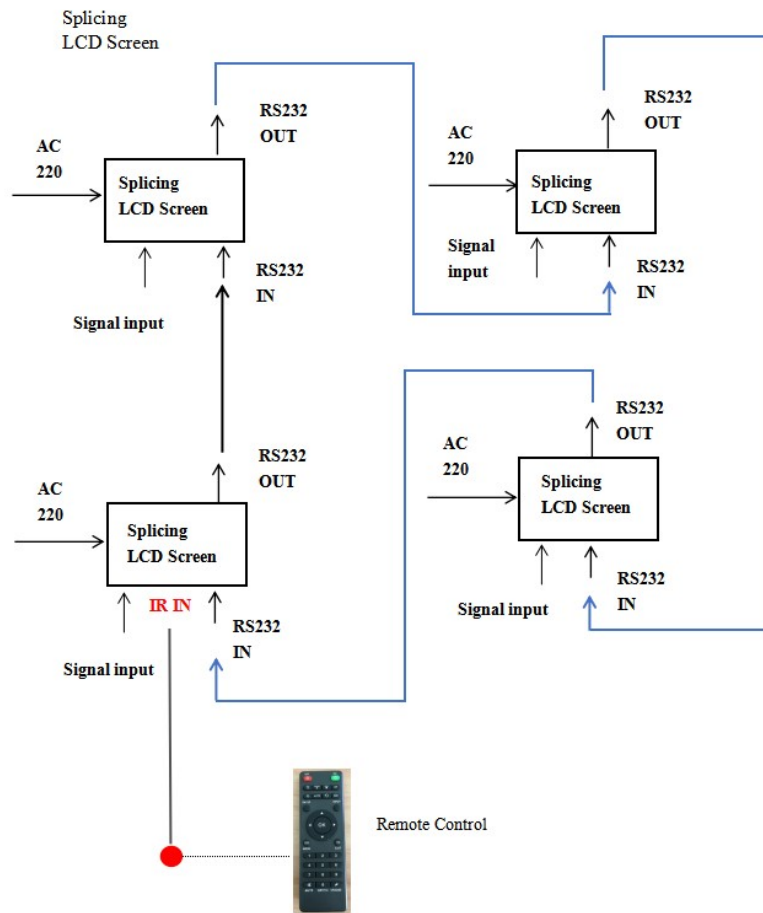 Splicing
LCD Screen
RS232
OUT
AC
220
Splicing
LCD Screen
RS232
IN
Signal input
RS232
OUT
AC
220
Splicing
LCD Screen
Signal
input
RS232
IN
RS232
OUT
AC
220
Splicing
LCD Screen
IR IN
RS232
IN
Signal input
RS232
OUT
AC
220
Splicing
LCD Screen
RS232
IN
Signal input
OK
Remote Control